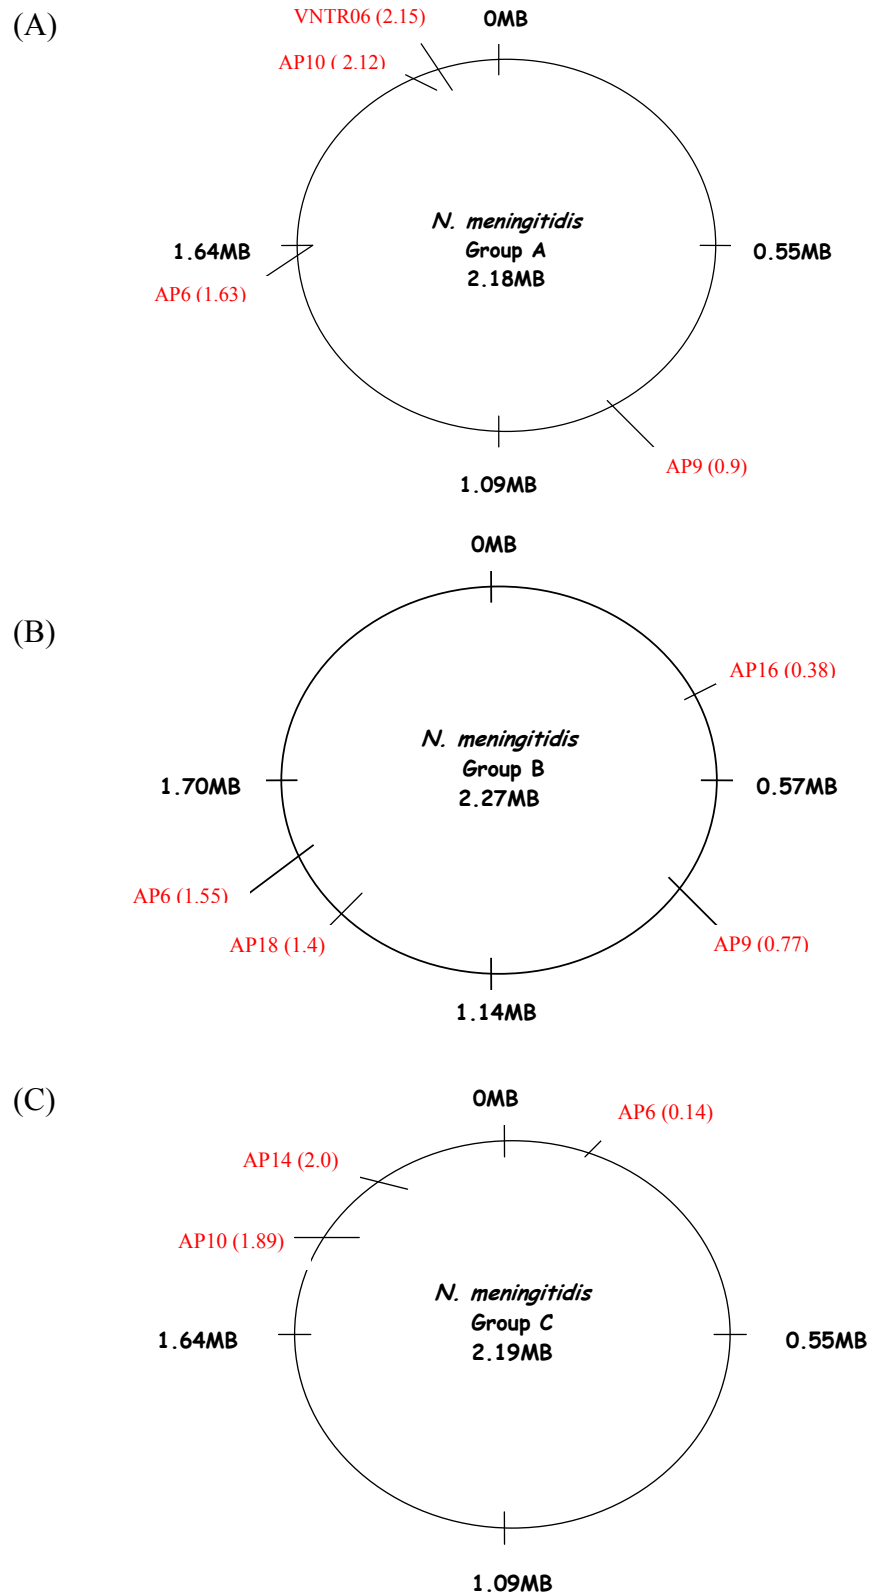 (A)
VNTR06 (2.15)
0MB
AP10 ( 2.12)
N. meningitidis
Group A
2.18MB
1.64MB
0.55MB
AP6 (1.63)
AP9 (0.9)
1.09MB
0MB
(B)
AP16 (0.38)
N. meningitidis
Group B
2.27MB
1.70MB
0.57MB
AP6 (1.55)
AP18 (1.4)
AP9 (0.77)
1.14MB
(C)
0MB
AP6 (0.14)
AP14 (2.0)
AP10 (1.89)
N. meningitidis
Group C
2.19MB
1.64MB
0.55MB
1.09MB